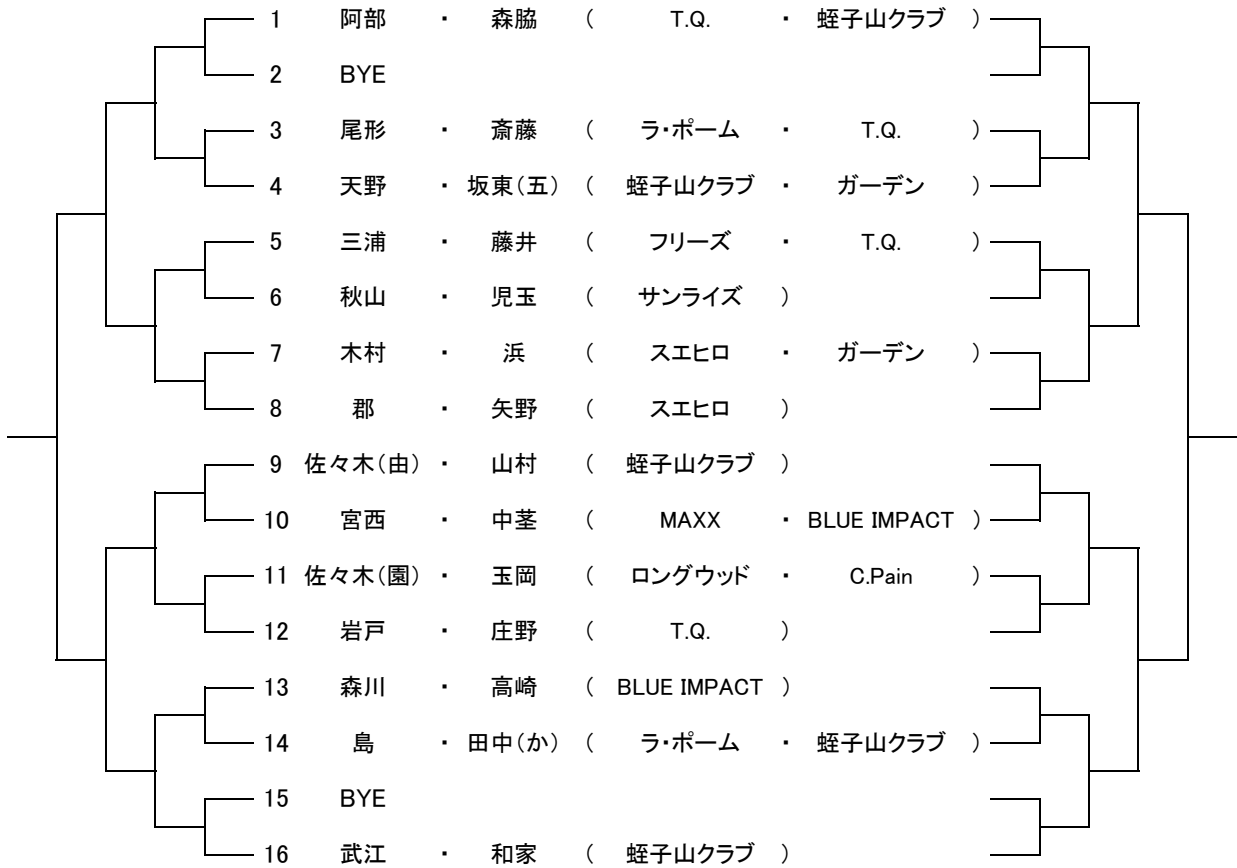 1 阿部 ・ 森脇 ( T.Q. ・ 蛭子山クラブ )
2 BYE
3 尾形 ・ 斎藤 ( ラ・ポーム ・ T.Q. )
4 天野 ・ 坂東(五) ( 蛭子山クラブ ・ ガーデン )
5 三浦 ・ 藤井 ( フリーズ ・ T.Q. )
6 秋山 ・ 児玉 ( サンライズ )
7 木村 ・ 浜 ( スエヒロ ・ ガーデン )
8 郡 ・ 矢野 ( スエヒロ )
9 佐々木(由) ・ 山村 ( 蛭子山クラブ )
10 宮西 ・ 中茎 ( MAXX ・ BLUE IMPACT )
11 佐々木(園) ・ 玉岡 ( ロングウッド ・ C.Pain )
12 岩戸 ・ 庄野 ( T.Q. )
13 森川 ・ 高崎 ( BLUE IMPACT )
14 島 ・ 田中(か) ( ラ・ポーム ・ 蛭子山クラブ )
15 BYE
16 武江 ・ 和家 ( 蛭子山クラブ )